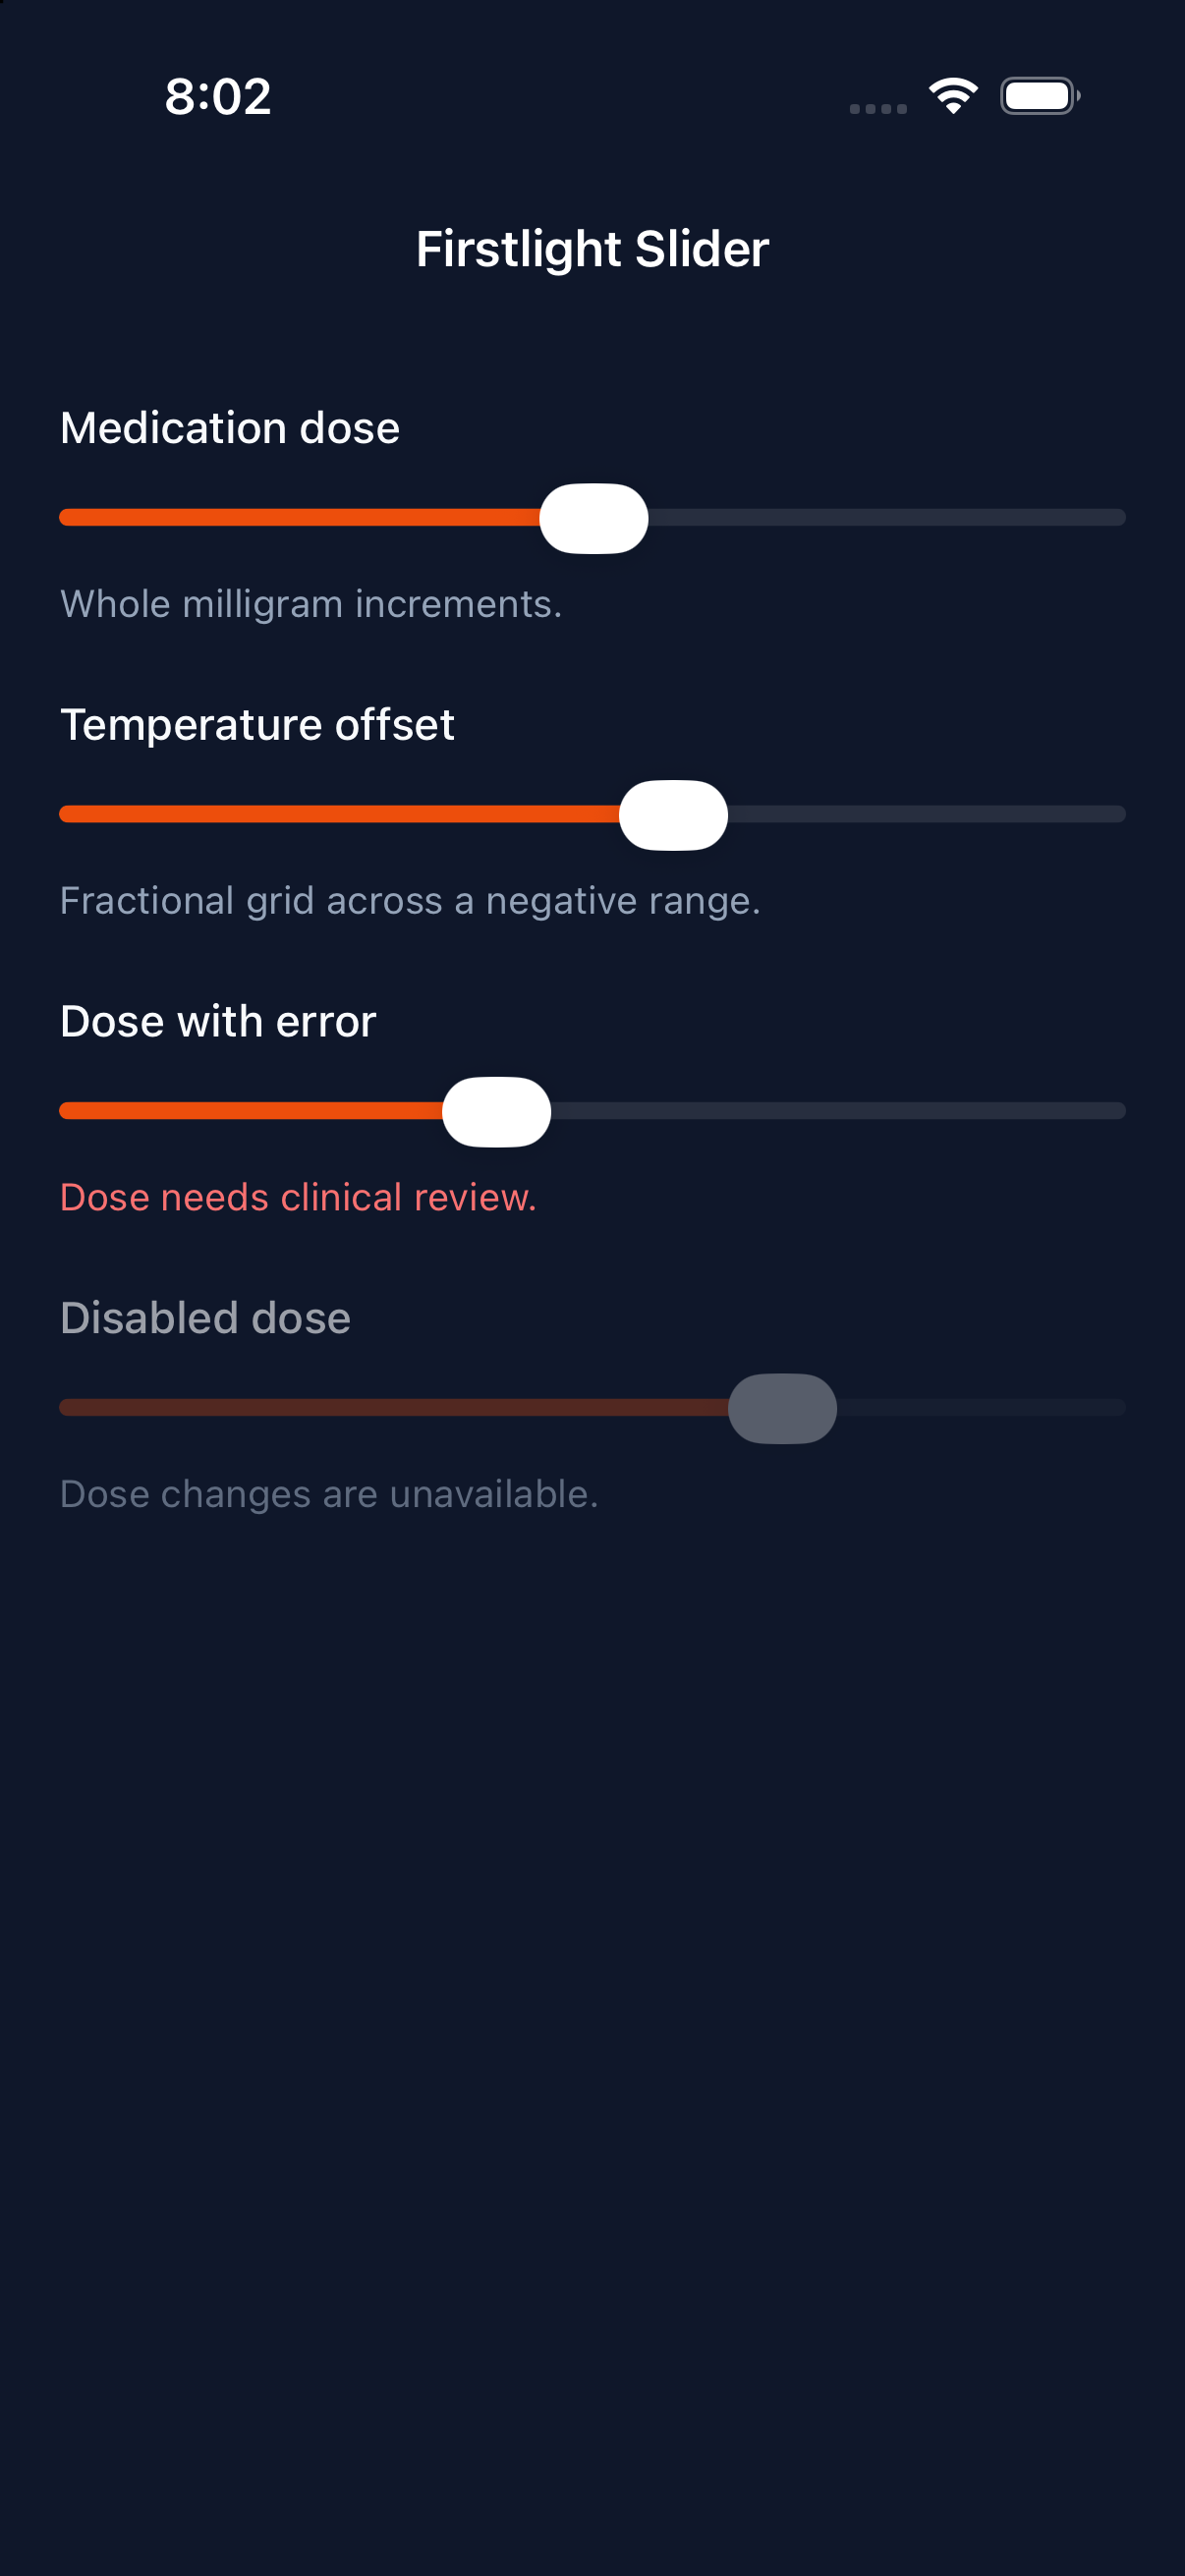 8:02
Firstlight Slider
Medication dose
Whole milligram increments.
Temperature offset
Fractional grid across a negative range.
Dose with error
Dose needs clinical review.
Disabled dose
Dose changes are unavailable.